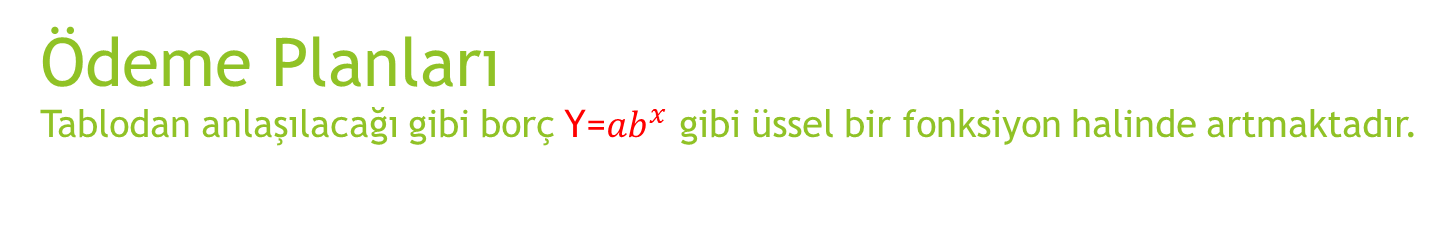 Ödeme Planları
Tablodan anlaşılacağı gibi borç Y=𝑎𝑏ˣ gibi üssel bir fonksiyon halinde artmaktadır.